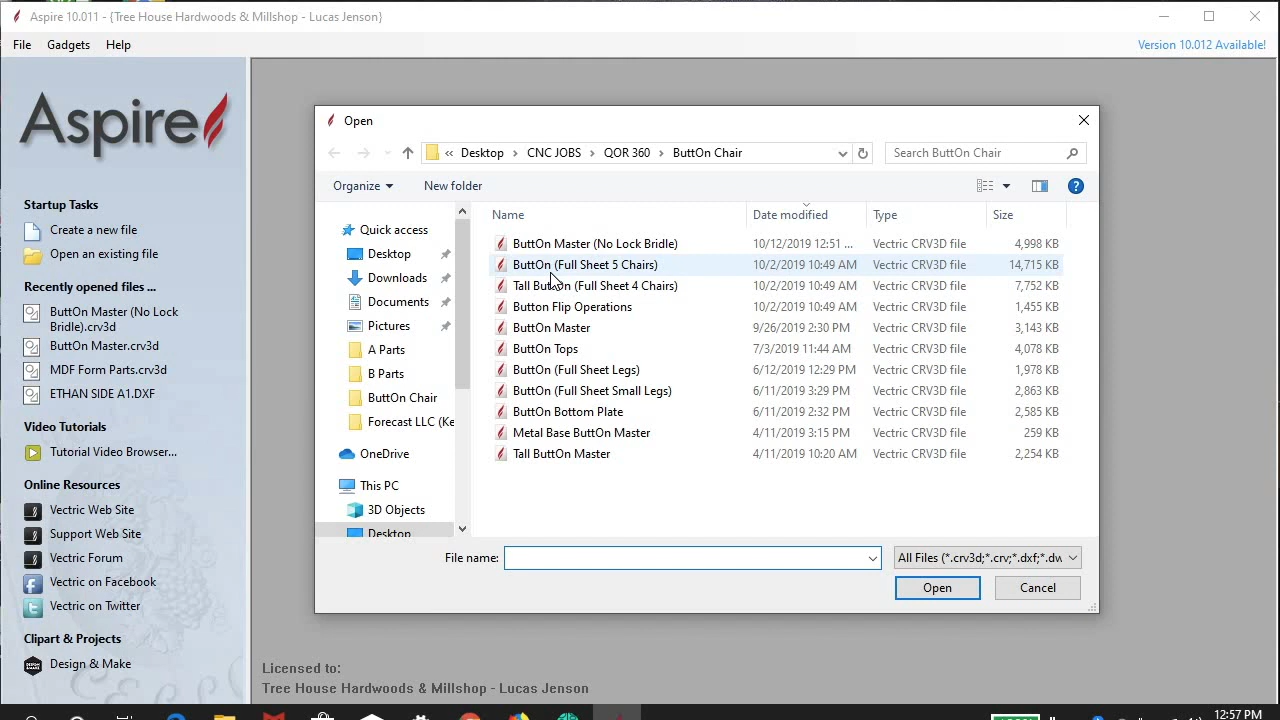 Aspire 10.011 - {Tree House Hardwoods & Millshop - Lucas Jenson}
File Gadgets Help
Version 10.012 Available!
Aspire
Startup Tasks
Create a new file
Open an existing file
Recently opened files ...
ButtOn Master (No Lock
Bridle).crv3d
ButtOn Master.crv3d
MDF Form Parts.crv3d
ETHAN SIDE A1.DXF
Video Tutorials
Tutorial Video Browser...
Online Resources
Vectric Web Site
Support Web Site
Vectric Forum
Vectric on Facebook
Vectric on Twitter
Clipart & Projects
Design & Make
Open
« Desktop › CNC JOBS › QOR 360 › ButtOn Chair
Search ButtOn Chair
Organize New folder
Quick access
Desktop
Downloads
Documents
Pictures
A Parts
B Parts
ButtOn Chair
Forecast LLC (Ke
OneDrive
This PC
3D Objects
Desktop
Name Date modified Type Size
ButtOn Master (No Lock Bridle) 10/12/2019 12:51 ... Vectric CRV3D file 4,998 KB
ButtOn (Full Sheet 5 Chairs) 10/2/2019 10:49 AM Vectric CRV3D file 14,715 KB
Tall ButtOn (Full Sheet 4 Chairs) 10/2/2019 10:49 AM Vectric CRV3D file 7,752 KB
Button Flip Operations 10/2/2019 10:49 AM Vectric CRV3D file 1,455 KB
ButtOn Master 9/26/2019 2:30 PM Vectric CRV3D file 3,143 KB
ButtOn Tops 7/3/2019 11:44 AM Vectric CRV3D file 4,078 KB
ButtOn (Full Sheet Legs) 6/12/2019 12:29 PM Vectric CRV3D file 1,978 KB
ButtOn (Full Sheet Small Legs) 6/11/2019 3:29 PM Vectric CRV3D file 2,863 KB
ButtOn Bottom Plate 6/11/2019 2:32 PM Vectric CRV3D file 2,585 KB
Metal Base ButtOn Master 4/11/2019 3:15 PM Vectric CRV3D file 259 KB
Tall ButtOn Master 4/11/2019 10:20 AM Vectric CRV3D file 2,254 KB
File name:
All Files (*.crv3d;*.crv;*.dxf;*.dw
Open Cancel
Licensed to:
Tree House Hardwoods & Millshop - Lucas Jenson
12:57 PM